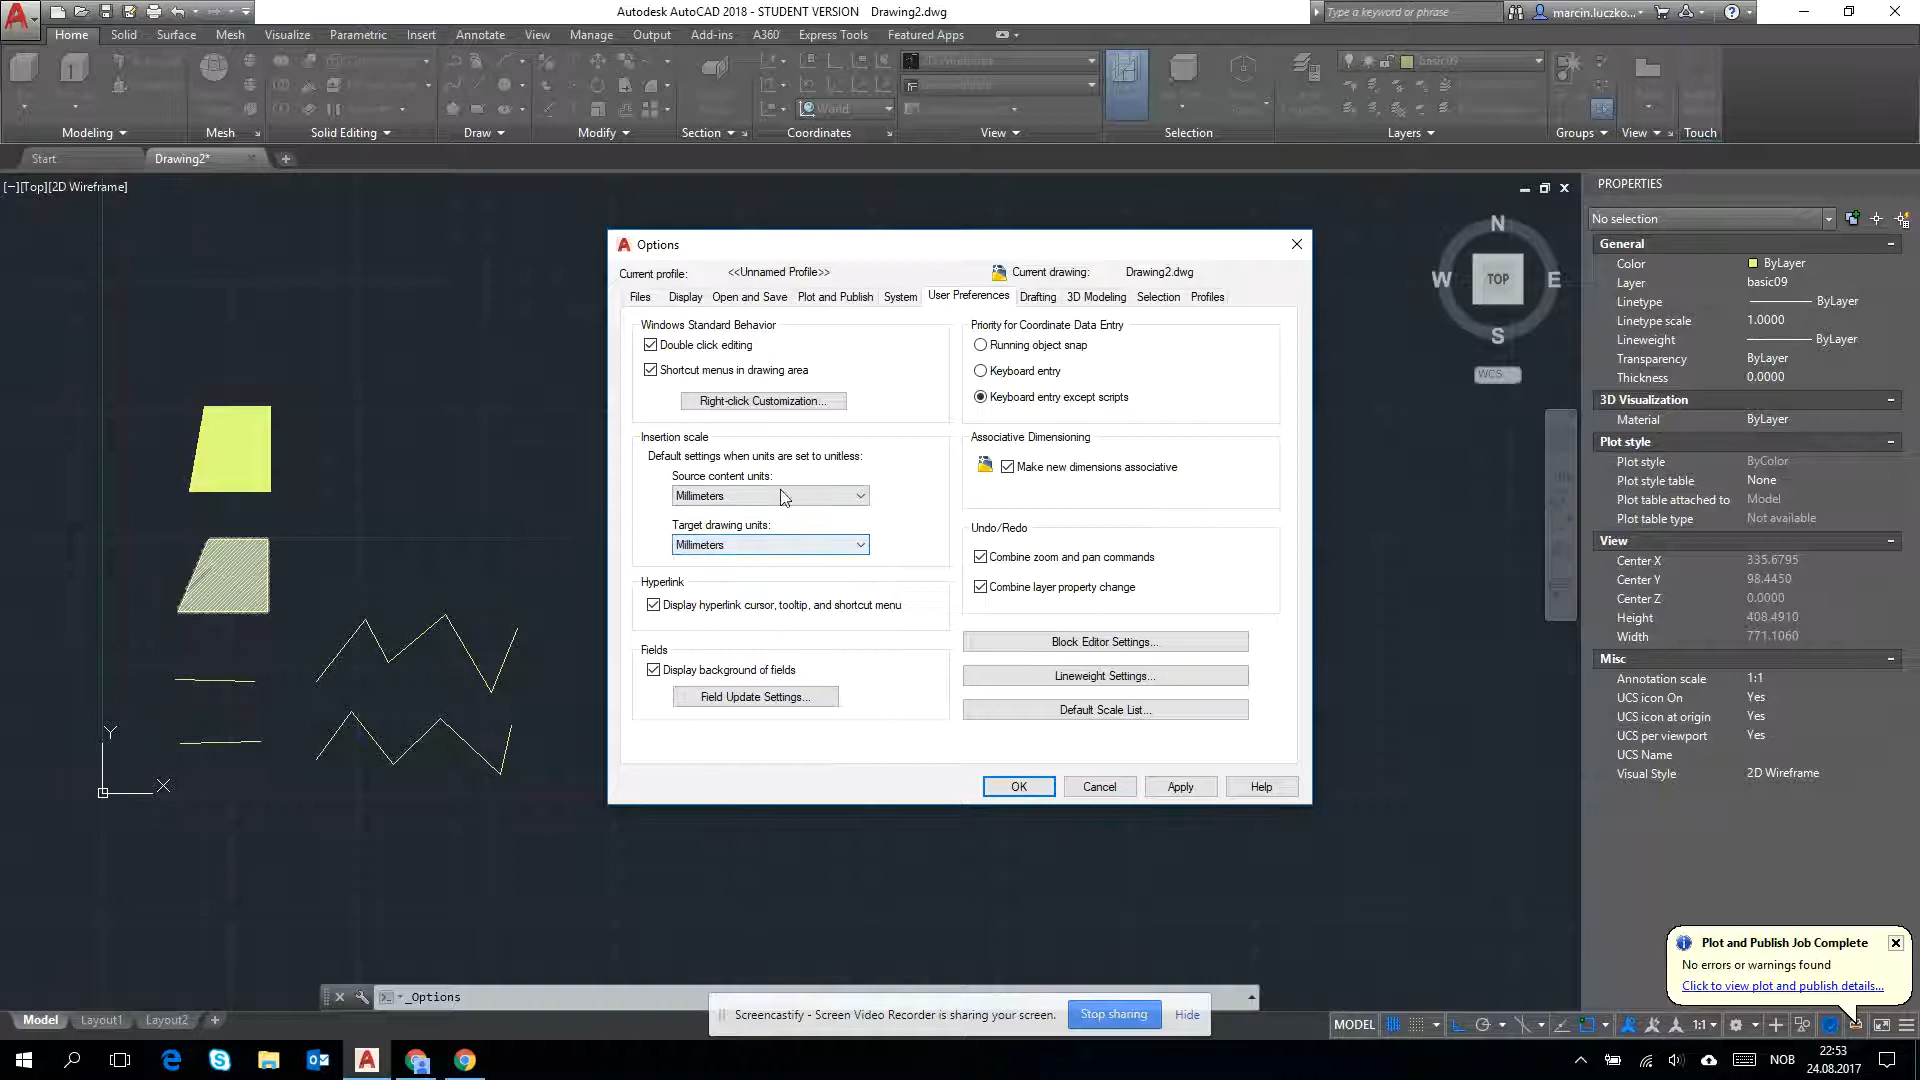 Autodesk AutoCAD 2018 - STUDENT VERSION Drawing2.dwg
Type a keyword or phrase
marcin.luczko...
Home Solid Surface Mesh Visualize Parametric Insert Annotate View Manage Output Add-ins A360 Express Tools Featured Apps
2D Wireframe
Basic09
World
Modeling Mesh Solid Editing Draw Modify Section Coordinates View Selection Layers Groups View Touch
Start Drawing2*
[−][Top][2D Wireframe]
N
W TOP E
S
WCS
Y
X
Options
Current profile: <<Unnamed Profile>> Current drawing: Drawing2.dwg
Files Display Open and Save Plot and Publish System User Preferences Drafting 3D Modeling Selection Profiles
Windows Standard Behavior
Double click editing
Shortcut menus in drawing area
Right-click Customization...
Insertion scale
Default settings when units are set to unitless:
Source content units:
Millimeters
Target drawing units:
Millimeters
Hyperlink
Display hyperlink cursor, tooltip, and shortcut menu
Fields
Display background of fields
Field Update Settings...
Priority for Coordinate Data Entry
Running object snap
Keyboard entry
Keyboard entry except scripts
Associative Dimensioning
Make new dimensions associative
Undo/Redo
Combine zoom and pan commands
Combine layer property change
Block Editor Settings...
Lineweight Settings...
Default Scale List...
OK Cancel Apply Help
PROPERTIES
No selection
General
Color ByLayer
Layer basic09
Linetype ByLayer
Linetype scale 1.0000
Lineweight ByLayer
Transparency ByLayer
Thickness 0.0000
3D Visualization
Material ByLayer
Plot style
Plot style ByColor
Plot style table None
Plot table attached to Model
Plot table type Not available
View
Center X 335.6795
Center Y 98.4450
Center Z 0.0000
Height 408.4910
Width 771.1060
Misc
Annotation scale 1:1
UCS icon On Yes
UCS icon at origin Yes
UCS per viewport Yes
UCS Name
Visual Style 2D Wireframe
Plot and Publish Job Complete
No errors or warnings found
Click to view plot and publish details...
_Options
Screencastify - Screen Video Recorder is sharing your screen. Stop sharing Hide
Model Layout1 Layout2
MODEL 1:1
NOB
22:53
24.08.2017